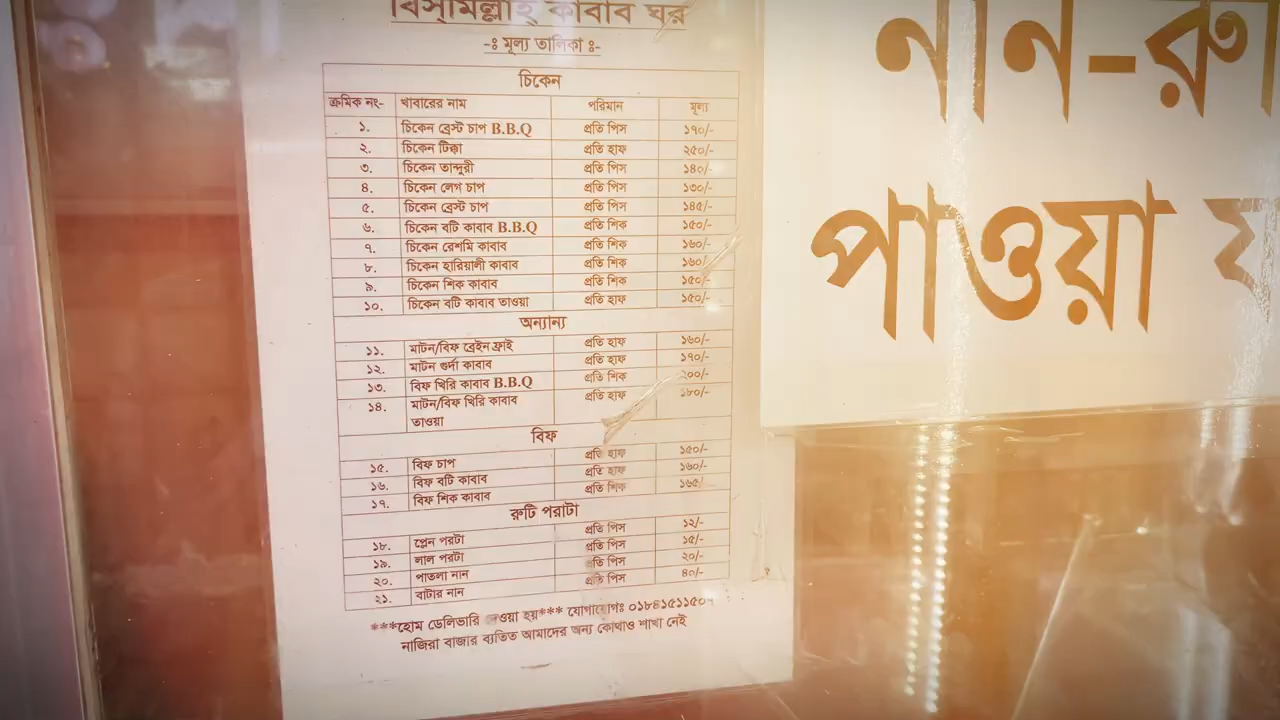 বিস্‌মিল্লাহ্‌ কাবাব ঘর
-ঃ মূল্য তালিকা ঃ-
চিকেন
ক্রমিক নং- খাবারের নাম পরিমান মূল্য
১. চিকেন ব্রেস্ট চাপ B.B.Q প্রতি পিস ১৭০/-
২. চিকেন টিক্কা প্রতি হাফ ২৫০/-
৩. চিকেন তান্দুরী প্রতি পিস ১৪০/-
৪. চিকেন লেগ চাপ প্রতি পিস ১৩০/-
৫. চিকেন ব্রেস্ট চাপ প্রতি পিস ১৪৫/-
৬. চিকেন বটি কাবাব B.B.Q প্রতি শিক ১৫০/-
৭. চিকেন রেশমি কাবাব প্রতি শিক ১৬০/-
৮. চিকেন হারিয়ালী কাবাব প্রতি শিক ১৬০/
৯. চিকেন শিক কাবাব প্রতি শিক ১৫০/-
১০. চিকেন বটি কাবাব তাওয়া প্রতি হাফ ১৫০/-
অন্যান্য
১১. মাটন/বিফ ব্রেইন ফ্রাই প্রতি হাফ ১৬০/-
১২. মাটন গুর্দা কাবাব প্রতি হাফ ১৭০/-
১৩. বিফ খিরি কাবাব B.B.Q প্রতি শিক ২০০/-
১৪. মাটন/বিফ খিরি কাবাব প্রতি হাফ ১৮০/-
তাওয়া
বিফ
১৫. বিফ চাপ প্রতি হাফ ১৫০/-
১৬. বিফ বটি কাবাব প্রতি হাফ ১৬০/-
১৭. বিফ শিক কাবাব প্রতি শিক ১৬৫/
রুটি পরাটা
১৮. প্লেন পরটা প্রতি পিস ১২/-
১৯. লাল পরটা প্রতি পিস ১৫/-
২০. পাতলা নান প্রতি পিস ২০/-
২১. বাটার নান প্রতি পিস ৪০/-
***হোম ডেলিভারি হয়*** যোগাযোগঃ
নাজিরা বাজার ব্যতিত আমাদের অন্য কোথাও শাখা নেই
নান-রু
পাওয়া য